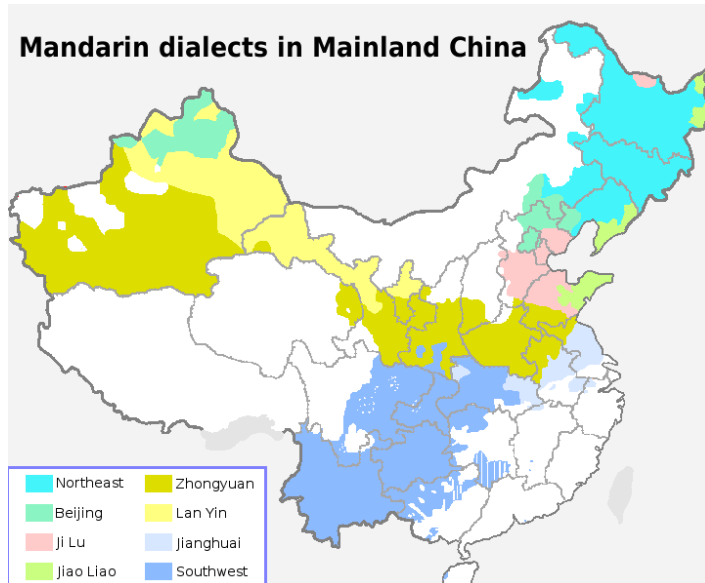 Mandarin dialects in Mainland China
Northeast
Zhongyuan
Beijing
Lan Yin
Ji Lu
Jianghuai
Jiao Liao
Southwest